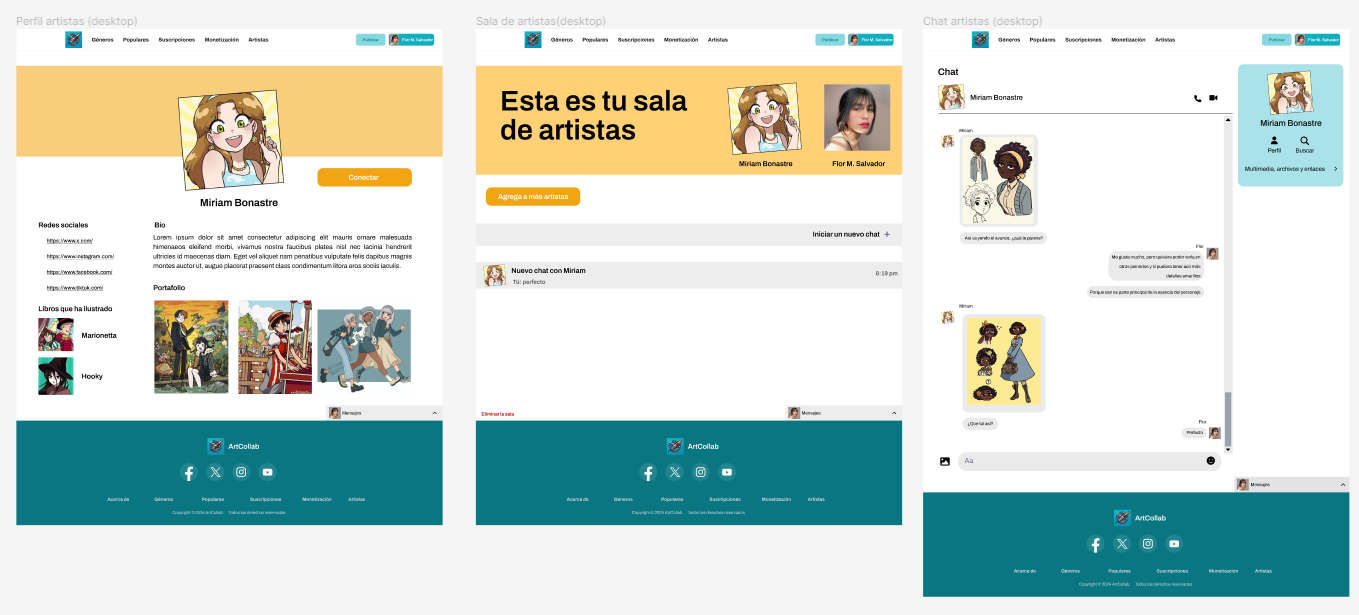 Perfil artistas (desktop)
Géneros Populares Suscripciones Monetización Artistas
Publicar Flor M. Salvador
Conectar
Miriam Bonastre
Redes sociales
https://www.x.com/
https://www.instagram.com/
https://www.facebook.com/
https://www.tiktok.com/
Libros que ha ilustrado
Marionetta
Hooky
Bio
Lorem ipsum dolor sit amet consectetur adipiscing elit mauris ornare malesuada
himenaeos eleifend morbi, vivamus nostra faucibus platea nisl nec lacinia hendrerit
ultricies id maecenas diam. Eget vel aliquet nam penatibus vulputate felis dapibus magnis
montes auctor ut, augue placerat praesent class condimentum litora eros sociis iaculis.
Portafolio
Mensajes
ArtCollab
Acerca de Géneros Populares Suscripciones Monetización Artistas
Copyright © 2024 ArtCollab. Todos los derechos reservados
Sala de artistas(desktop)
Géneros Populares Suscripciones Monetización Artistas
Publicar Flor M. Salvador
Esta es tu sala
de artistas
Miriam Bonastre
Flor M. Salvador
Agrega a más artistas
Iniciar un nuevo chat +
Nuevo chat con Miriam
Tú: perfecto
6:19 pm
Eliminar la sala
Mensajes
ArtCollab
Acerca de Géneros Populares Suscripciones Monetización Artistas
Copyright © 2024 ArtCollab. Todos los derechos reservados
Chat artistas (desktop)
Géneros Populares Suscripciones Monetización Artistas
Publicar Flor M. Salvador
Chat
Miriam Bonastre
Miriam
Así va yendo el avance, ¿qué te parece?
Flor
Me gusta mucho, pero quisiera poder verla en
otros peinados y si pudiera tener aún más
detalles amarillos
Porque eso es parte principal de la esencia del personaje
Miriam
¿Qué tal así?
Flor
Perfecto
Aa
Miriam Bonastre
Perfil
Buscar
Multimedia, archivos y enlaces
Mensajes
ArtCollab
Acerca de Géneros Populares Suscripciones Monetización Artistas
Copyright © 2024 ArtCollab. Todos los derechos reservados